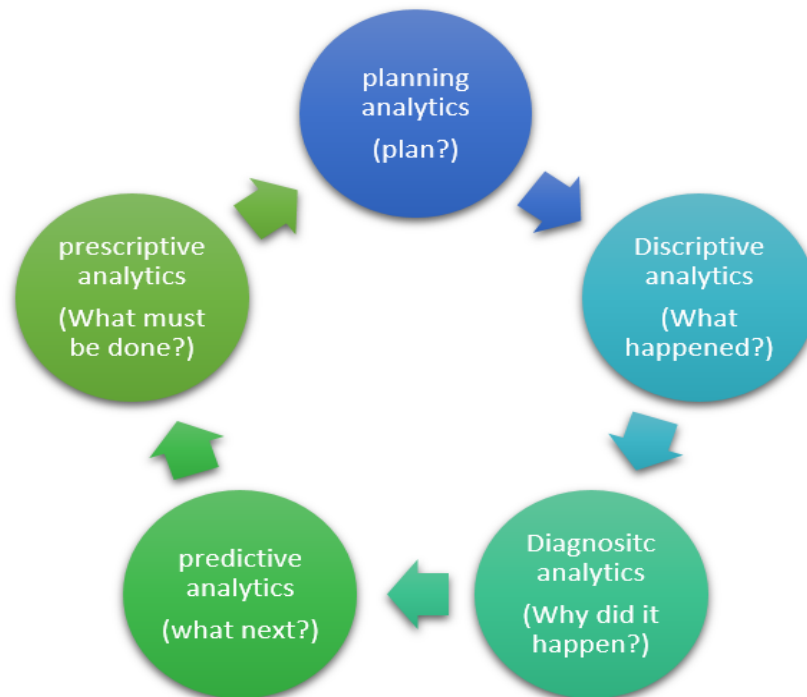 planning
analytics
(plan?)
Discriptive
analytics
(What
happened?)
Diagnositc
analytics
(Why did it
happen?)
predictive
analytics
(what next?)
prescriptive
analytics
(What must
be done?)